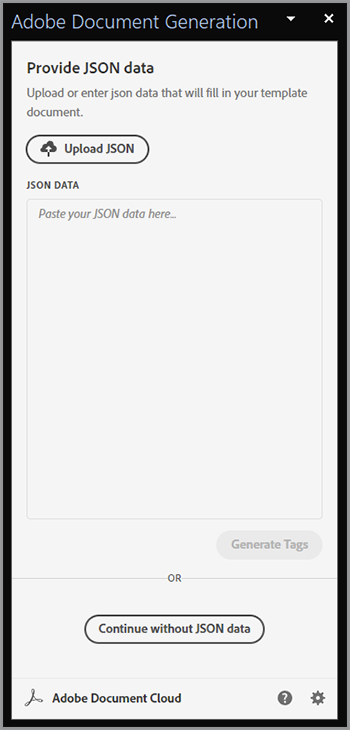 Adobe Document Generation
Provide JSON data
Upload or enter json data that will fill in your template
document.
Upload JSON
JSON DATA
Paste your JSON data here...
Generate Tags
OR
Continue without JSON data
Adobe Document Cloud